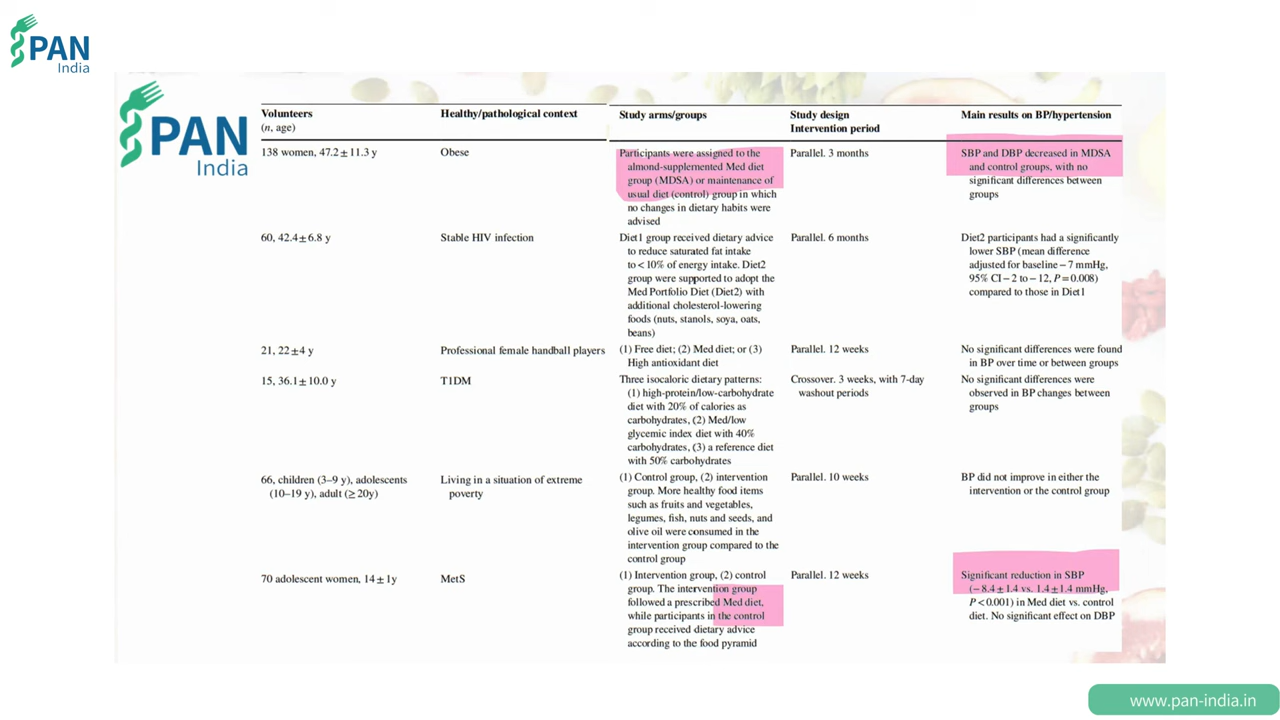 PAN
India
PAN
India
Volunteers
(n, age)
Healthy/pathological context
Study arms/groups
Study design
Intervention period
Main results on BP/hypertension
138 women, 47.2±11.3 y
Obese
Participants were assigned to the
almond-supplemented Med diet
group (MDSA) or maintenance of
usual diet (control) group in which
no changes in dietary habits were
advised
Parallel. 3 months
SBP and DBP decreased in MDSA
and control groups, with no
significant differences between
groups
60, 42.4±6.8 y
Stable HIV infection
Diet1 group received dietary advice
to reduce saturated fat intake
to<10% of energy intake. Diet2
group were supported to adopt the
Med Portfolio Diet (Diet2) with
additional cholesterol-lowering
foods (nuts, stanols, soya, oats,
beans)
Parallel. 6 months
Diet2 participants had a significantly
lower SBP (mean difference
adjusted for baseline−7 mmHg,
95% CI−2 to−12, P=0.008)
compared to those in Diet1
21, 22±4 y
Professional female handball players
(1) Free diet; (2) Med diet; or (3)
High antioxidant diet
Parallel. 12 weeks
No significant differences were found
in BP over time or between groups
15, 36.1±10.0 y
T1DM
Three isocaloric dietary patterns:
(1) high-protein/low-carbohydrate
diet with 20% of calories as
carbohydrates, (2) Med/low
glycemic index diet with 40%
carbohydrates, (3) a reference diet
with 50% carbohydrates
Crossover. 3 weeks, with 7-day
washout periods
No significant differences were
observed in BP changes between
groups
66, children (3–9 y), adolescents
(10–19 y), adult (≥20y)
Living in a situation of extreme
poverty
(1) Control group, (2) intervention
group. More healthy food items
such as fruits and vegetables,
legumes, fish, nuts and seeds, and
olive oil were consumed in the
intervention group compared to the
control group
Parallel. 10 weeks
BP did not improve in either the
intervention or the control group
70 adolescent women, 14±1y
MetS
(1) Intervention group, (2) control
group. The intervention group
followed a prescribed Med diet,
while participants in the control
group received dietary advice
according to the food pyramid
Parallel. 12 weeks
Significant reduction in SBP
(−8.4±1.4 vs. 1.4±1.4 mmHg,
P<0.001) in Med diet vs. control
diet. No significant effect on DBP
www.pan-india.in